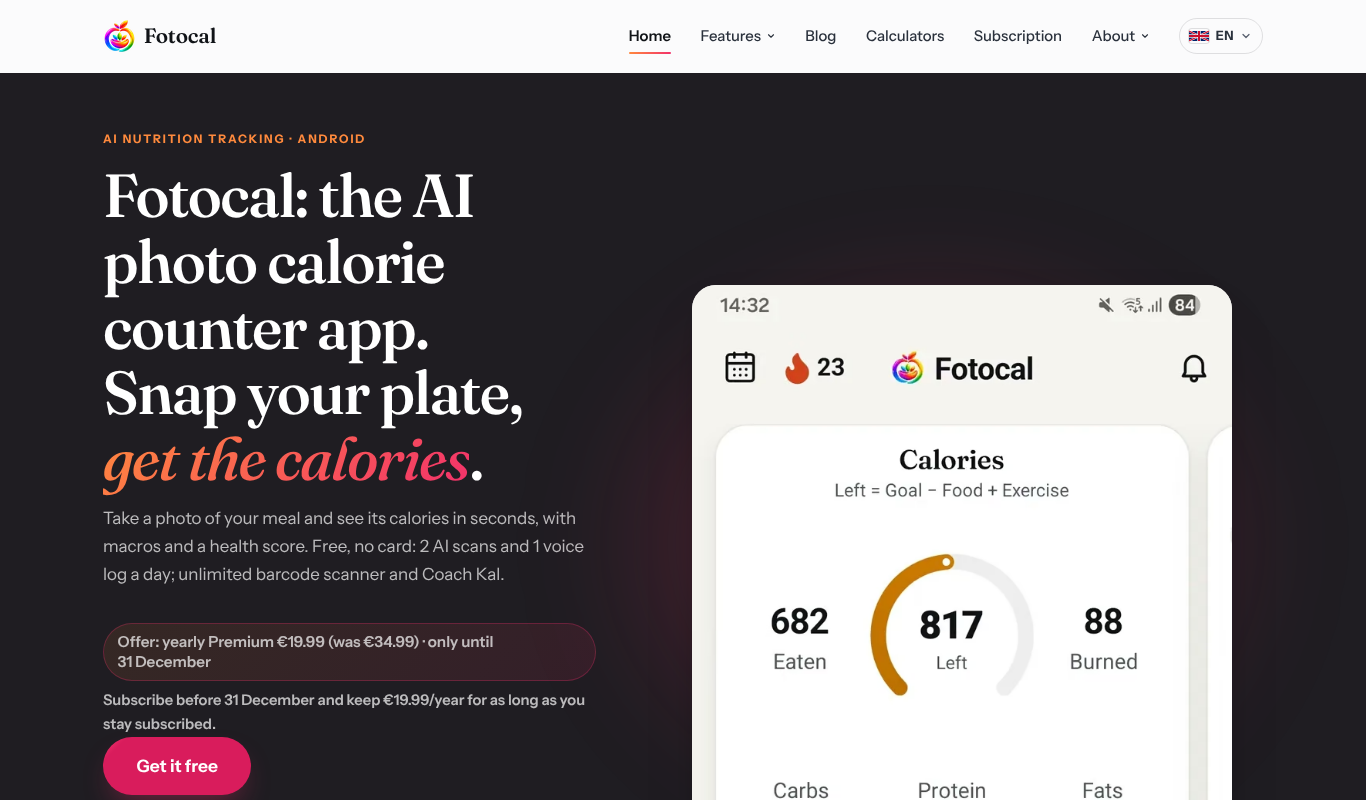 Fotocal
Home
Features
Blog
Calculators
Subscription
About
EN
AI NUTRITION TRACKING · ANDROID
Fotocal: the AI
photo calorie
counter app.
Snap your plate,
get the calories.
Take a photo of your meal and see its calories in seconds, with
macros and a health score. Free, no card: 2 AI scans and 1 voice
log a day; unlimited barcode scanner and Coach Kal.
Offer: yearly Premium €19.99 (was €34.99) · only until
31 December
Subscribe before 31 December and keep €19.99/year for as long as you
stay subscribed.
Get it free
14:32
5
84
23
Fotocal
Calories
Left = Goal − Food + Exercise
682
Eaten
817
Left
88
Burned
Carbs
Protein
Fats